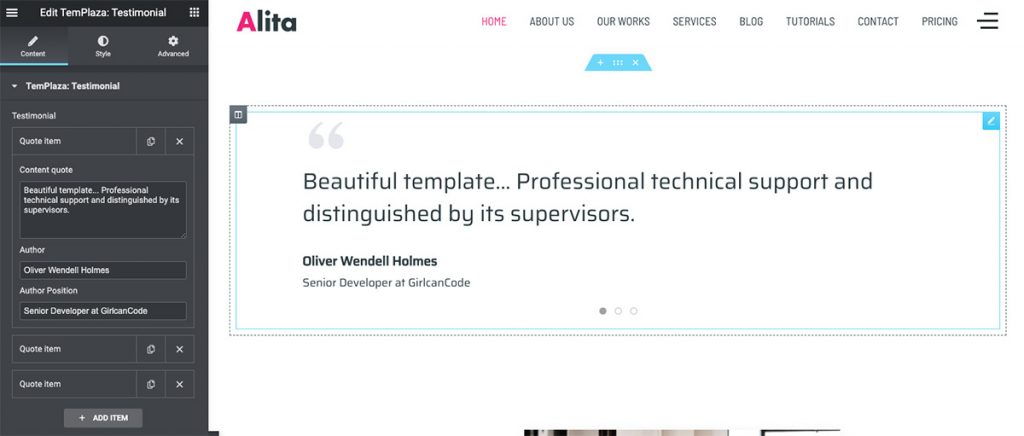 Edit TemPlaza: Testimonial
Content
Style
Advanced
TemPlaza: Testimonial
Testimonial
Quote item
Content quote
Beautiful template... Professional
technical support and distinguished by its
supervisors.
Author
Oliver Wendell Holmes
Author Position
Senior Developer at GirlcanCode
Quote item
Quote item
+ ADD ITEM
Alita
HOME ABOUT US OUR WORKS SERVICES BLOG TUTORIALS CONTACT PRICING
“
Beautiful template... Professional technical support and
distinguished by its supervisors.
Oliver Wendell Holmes
Senior Developer at GirlcanCode